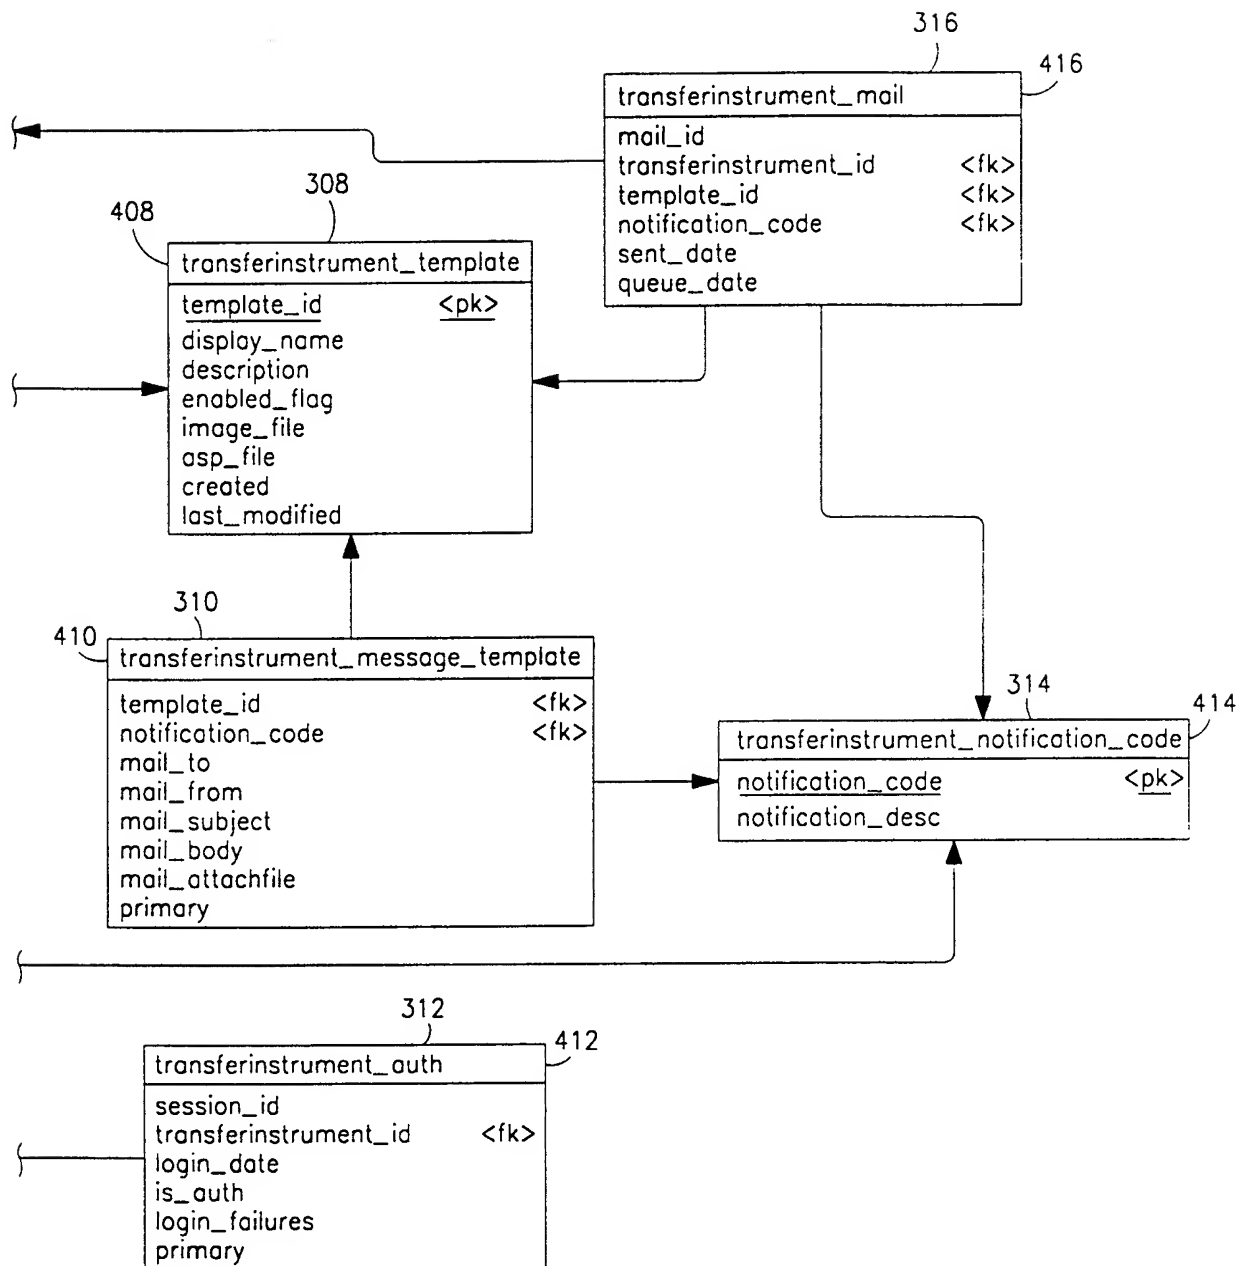 316
416
transferinstrument_mail
mail_id
transferinstrument_id <fk>
template_id <fk>
notification_code <fk>
sent_date
queue_date
308
408
transferinstrument_template
template_id <pk>
display_name
description
enabled_flag
image_file
asp_file
created
last_modified
310
410
transferinstrument_message_template
template_id <fk>
notification_code <fk>
mail_to
mail_from
mail_subject
mail_body
mail_attachfile
primary
314
414
transferinstrument_notification_code
notification_code <pk>
notification_desc
312
412
transferinstrument_auth
session_id
transferinstrument_id <fk>
login_date
is_auth
login_failures
primary